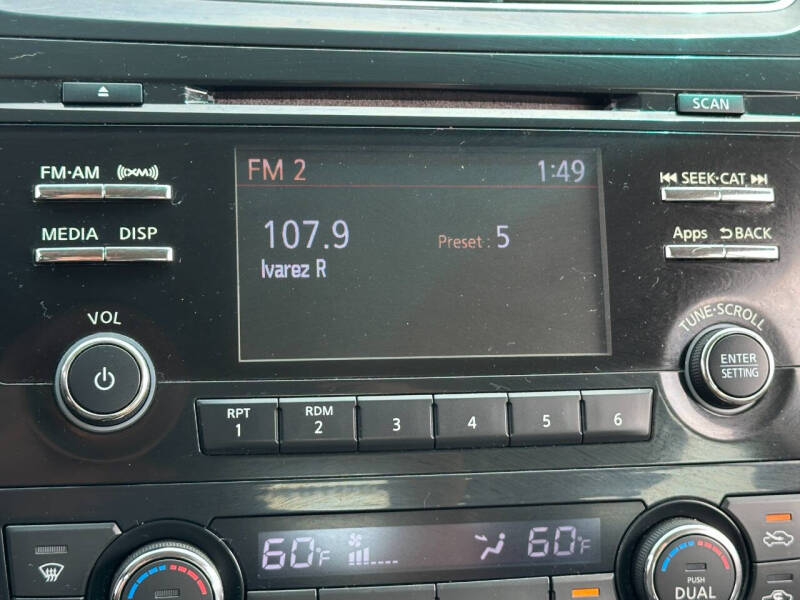 SCAN
FM·AM ((XM))
FM 2 1:49
SEEK·CAT
MEDIA DISP
107.9 Preset : 5
lvarez R
Apps BACK
VOL
TUNE·SCROLL
ENTER
SETTING
RPT
1
RDM
2
3
4
5
6
60°F
60°F
PUSH
DUAL